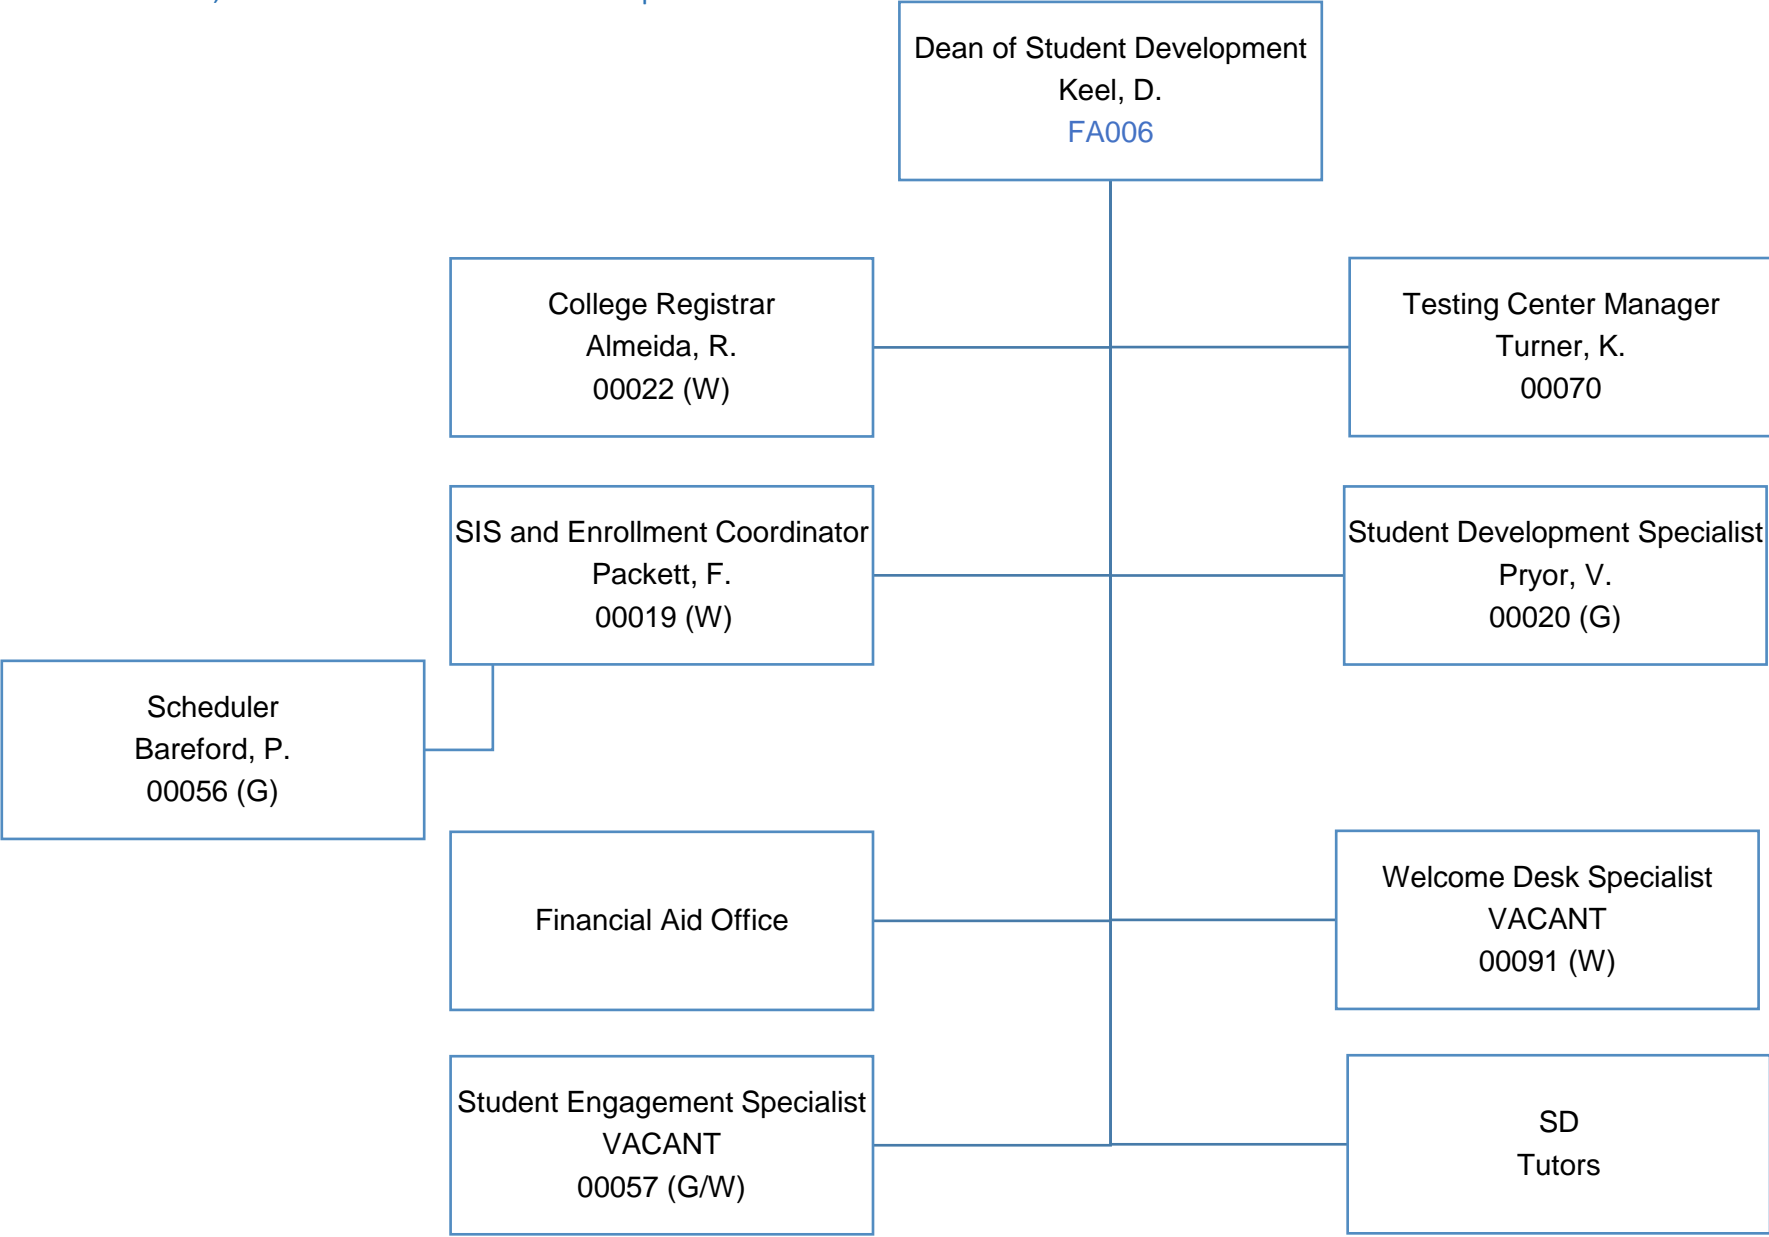 Dean of Student Development
Keel, D.
FA006
College Registrar
Almeida, R.
00022 (W)
Testing Center Manager
Turner, K.
00070
SIS and Enrollment Coordinator
Packett, F.
00019 (W)
Student Development Specialist
Pryor, V.
00020 (G)
Scheduler
Bareford, P.
00056 (G)
Financial Aid Office
Welcome Desk Specialist
VACANT
00091 (W)
Student Engagement Specialist
VACANT
00057 (G/W)
SD
Tutors